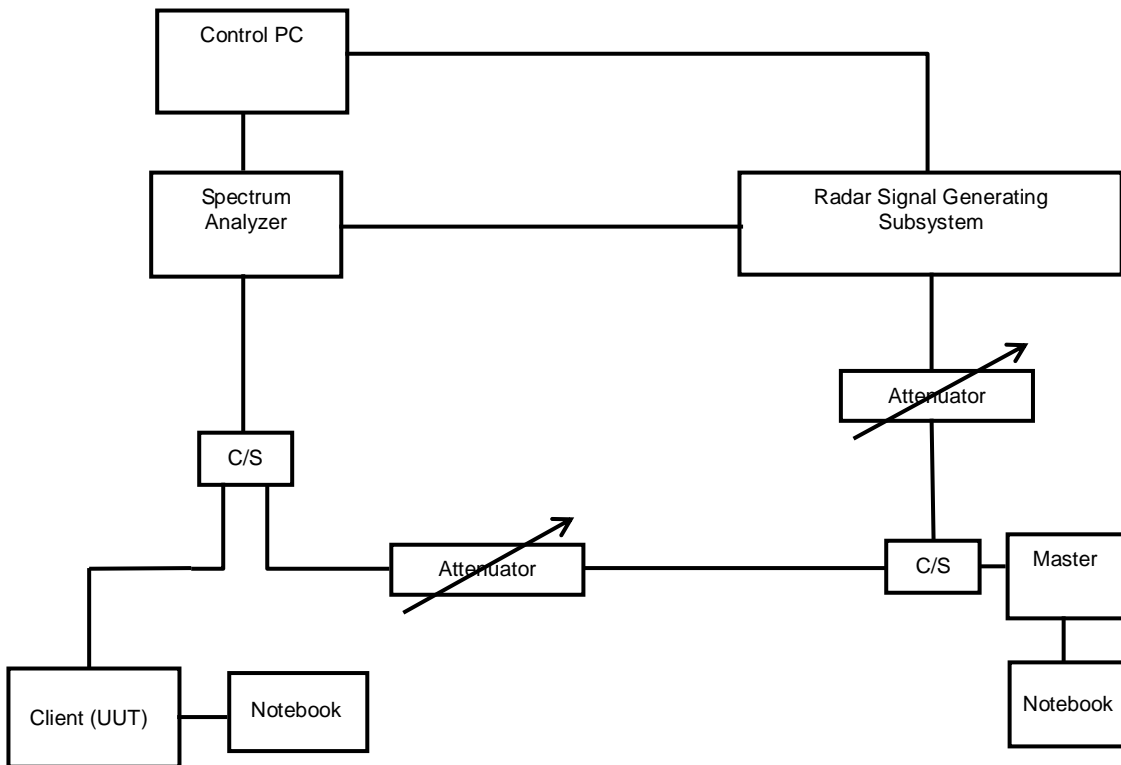 Control PC
Spectrum
Analyzer
Radar Signal Generating
Subsystem
Attenuator
C/S
Attenuator
C/S
Master
Client (UUT)
Notebook
Notebook